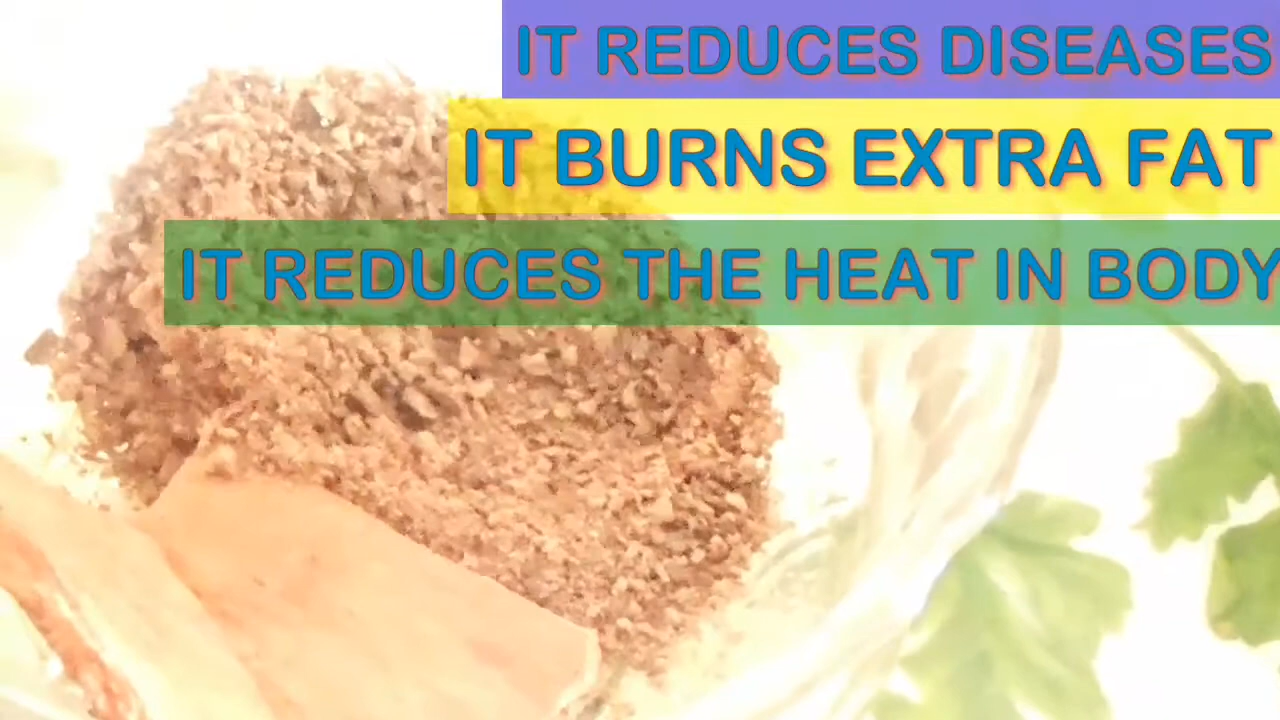 IT REDUCES DISEASES
IT BURNS EXTRA FAT
IT REDUCES THE HEAT IN BODY